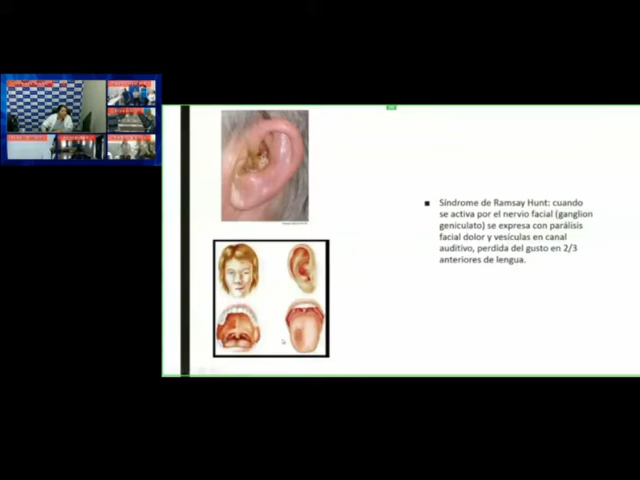 Síndrome de Ramsay Hunt: cuando
se activa por el nervio facial (ganglion
geniculato) se expresa con parálisis
facial dolor y vesículas en canal
auditivo, perdida del gusto en 2/3
anteriores de lengua.